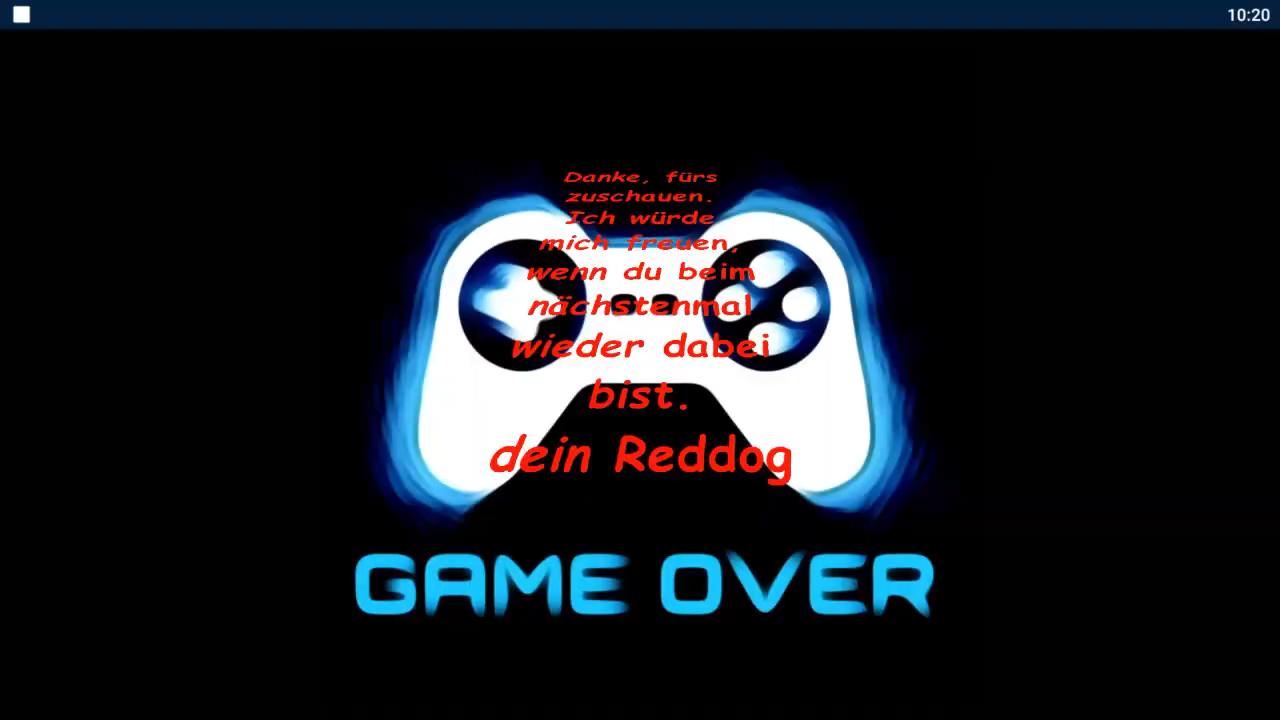 10:20
Danke, fürs
zuschauen.
Ich würde
mich freuen,
wenn du beim
nächstenmal
wieder dabei
bist.
dein Reddog
GAME OVER